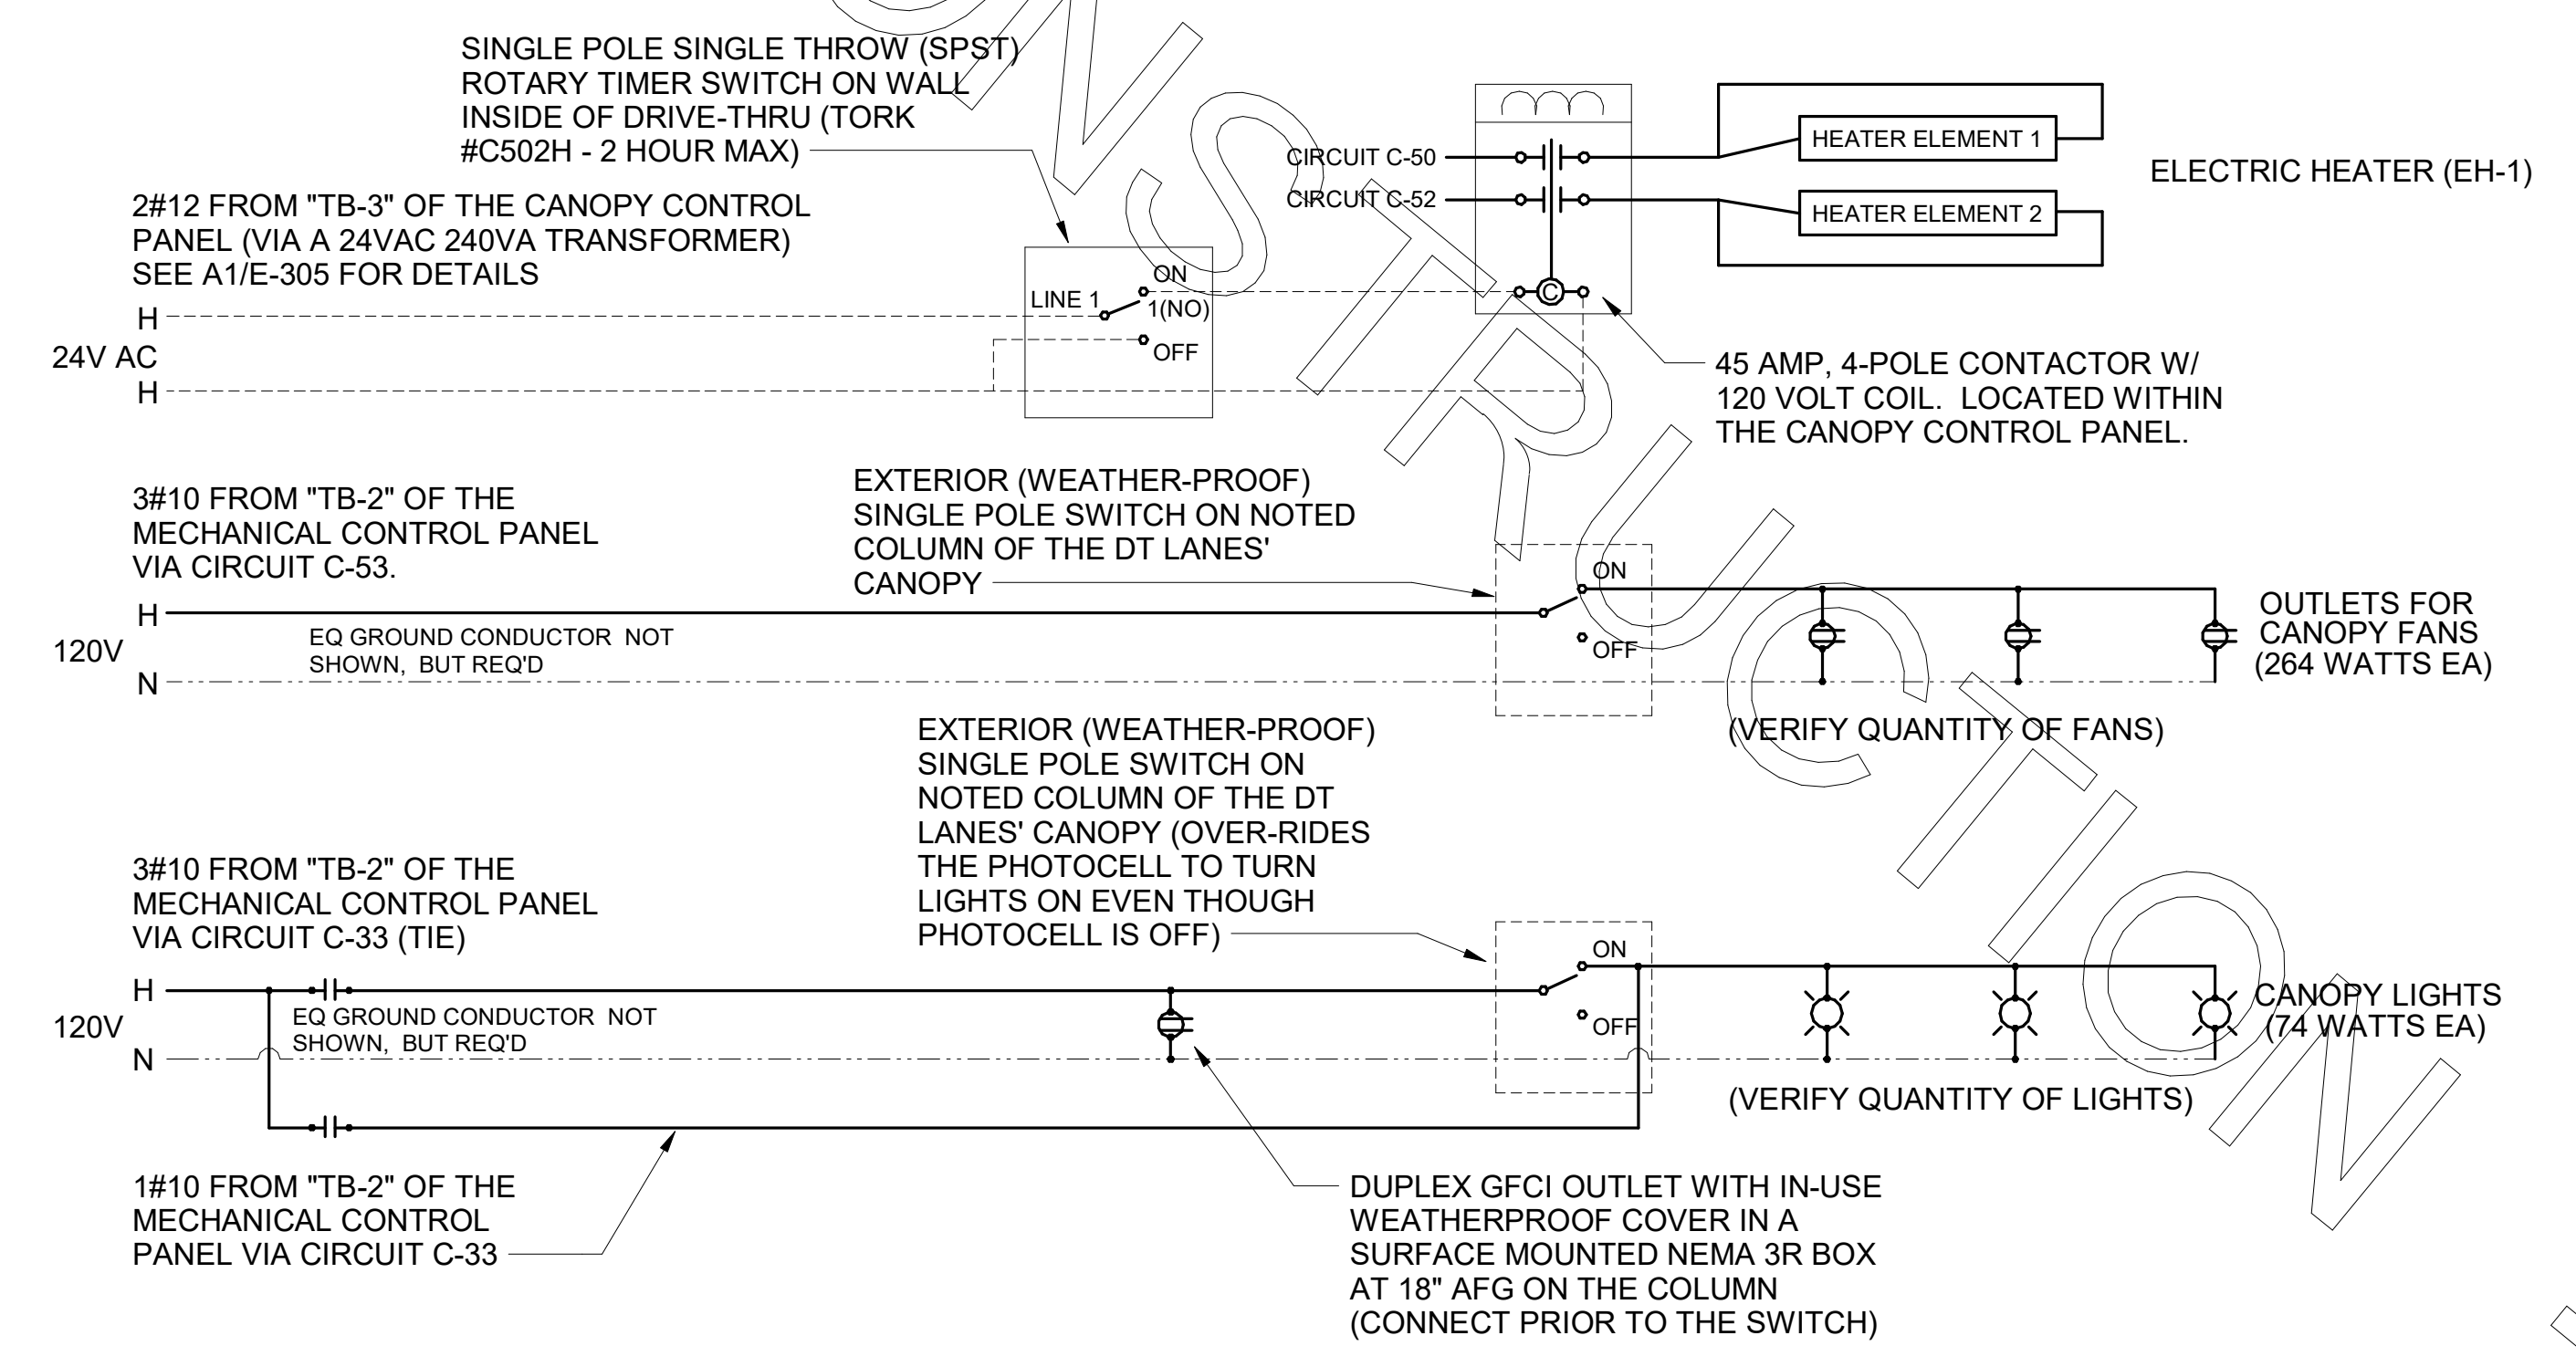 SINGLE POLE SINGLE THROW (SPST)
ROTARY TIMER SWITCH ON WALL
INSIDE OF DRIVE-THRU (TORK
#C502H - 2 HOUR MAX)
2#12 FROM "TB-3" OF THE CANOPY CONTROL
PANEL (VIA A 24VAC 240VA TRANSFORMER)
SEE A1/E-305 FOR DETAILS
H
24V AC
H
LINE 1
ON
1(NO)
OFF
CIRCUIT C-50
CIRCUIT C-52
C
HEATER ELEMENT 1
HEATER ELEMENT 2
ELECTRIC HEATER (EH-1)
45 AMP, 4-POLE CONTACTOR W/
120 VOLT COIL. LOCATED WITHIN
THE CANOPY CONTROL PANEL.
3#10 FROM "TB-2" OF THE
MECHANICAL CONTROL PANEL
VIA CIRCUIT C-53.
H
120V
N
EQ GROUND CONDUCTOR NOT
SHOWN, BUT REQ'D
EXTERIOR (WEATHER-PROOF)
SINGLE POLE SWITCH ON NOTED
COLUMN OF THE DT LANES'
CANOPY
ON
OFF
OUTLETS FOR
CANOPY FANS
(264 WATTS EA)
(VERIFY QUANTITY OF FANS)
EXTERIOR (WEATHER-PROOF)
SINGLE POLE SWITCH ON
NOTED COLUMN OF THE DT
LANES' CANOPY (OVER-RIDES
THE PHOTOCELL TO TURN
LIGHTS ON EVEN THOUGH
PHOTOCELL IS OFF)
3#10 FROM "TB-2" OF THE
MECHANICAL CONTROL PANEL
VIA CIRCUIT C-33 (TIE)
H
120V
N
EQ GROUND CONDUCTOR NOT
SHOWN, BUT REQ'D
ON
OFF
CANOPY LIGHTS
(74 WATTS EA)
(VERIFY QUANTITY OF LIGHTS)
1#10 FROM "TB-2" OF THE
MECHANICAL CONTROL
PANEL VIA CIRCUIT C-33
DUPLEX GFCI OUTLET WITH IN-USE
WEATHERPROOF COVER IN A
SURFACE MOUNTED NEMA 3R BOX
AT 18" AFG ON THE COLUMN
(CONNECT PRIOR TO THE SWITCH)
ONSTRUCTION